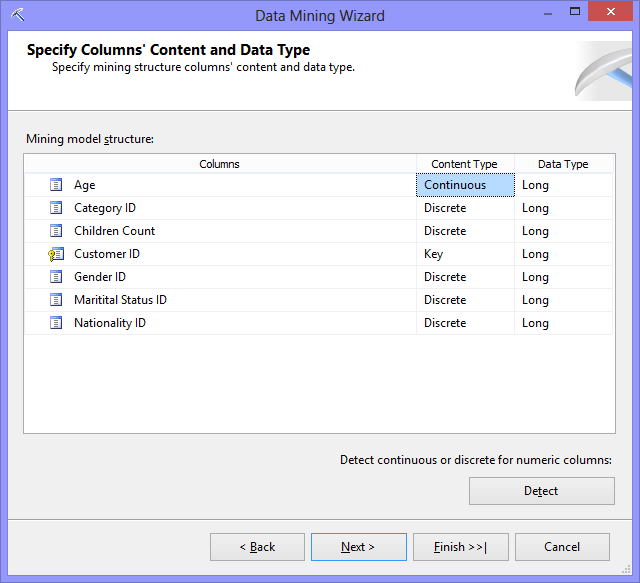 Data Mining Wizard
Specify Columns' Content and Data Type
Specify mining structure columns' content and data type.
Mining model structure:
Columns Content Type Data Type
Age Continuous Long
Category ID Discrete Long
Children Count Discrete Long
Customer ID Key Long
Gender ID Discrete Long
Maritital Status ID Discrete Long
Nationality ID Discrete Long
Detect continuous or discrete for numeric columns:
Detect
< Back Next > Finish >>| Cancel